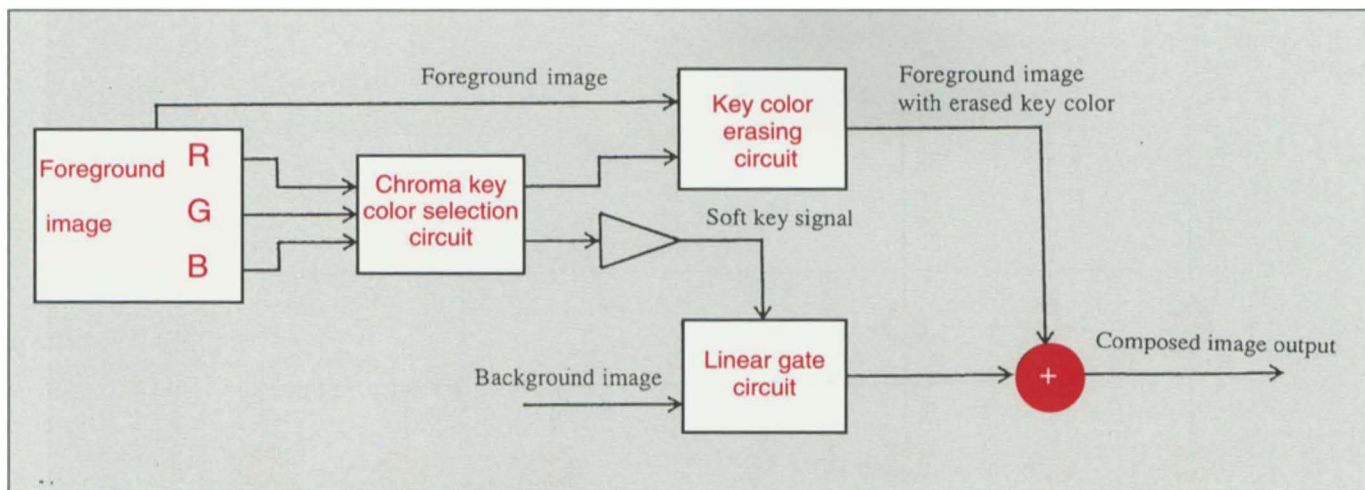 Foreground image
Key color
erasing
circuit
Foreground image
with erased key color
Foreground
image
R
G
B
Chroma key
color selection
circuit
Soft key signal
Background image
Linear gate
circuit
+
Composed image output